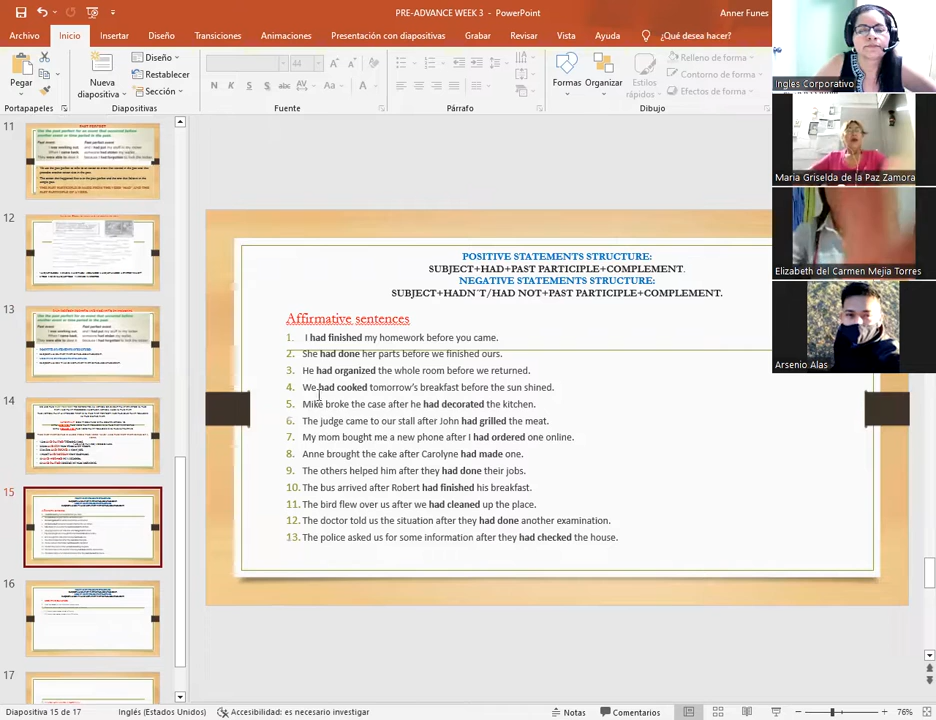 PRE-ADVANCE WEEK 3 - PowerPoint
Anner Funes
Archivo Inicio Insertar Diseño Transiciones Animaciones Presentación con diapositivas Grabar Revisar Vista Ayuda ¿Qué desea hacer?
Pegar
Nueva diapositiva
Diseño
Restablecer
Sección
44
N K S S abc AV Aa A
Formas
Organizar
Estilos rápidos
Relleno de forma
Contorno de forma
Efectos de forma
Portapapeles Diapositivas Fuente Párrafo Dibujo
Ingles Corporativo
Maria Griselda de la Paz Zamora
Elizabeth del Carmen Mejia Torres
Arsenio Alas
11
12
13
14
15
16
17
POSITIVE STATEMENTS STRUCTURE:
SUBJECT+HAD+PAST PARTICIPLE+COMPLEMENT.
NEGATIVE STATEMENTS STRUCTURE:
SUBJECT+HADN´T/HAD NOT+PAST PARTICIPLE+COMPLEMENT.
Affirmative sentences
1. I had finished my homework before you came.
2. She had done her parts before we finished ours.
3. He had organized the whole room before we returned.
4. We had cooked tomorrow's breakfast before the sun shined.
5. Mike broke the case after he had decorated the kitchen.
6. The judge came to our stall after John had grilled the meat.
7. My mom bought me a new phone after I had ordered one online.
8. Anne brought the cake after Carolyne had made one.
9. The others helped him after they had done their jobs.
10. The bus arrived after Robert had finished his breakfast.
11. The bird flew over us after we had cleaned up the place.
12. The doctor told us the situation after they had done another examination.
13. The police asked us for some information after they had checked the house.
Diapositiva 15 de 17 Inglés (Estados Unidos) Accesibilidad: es necesario investigar Notas Comentarios 76%